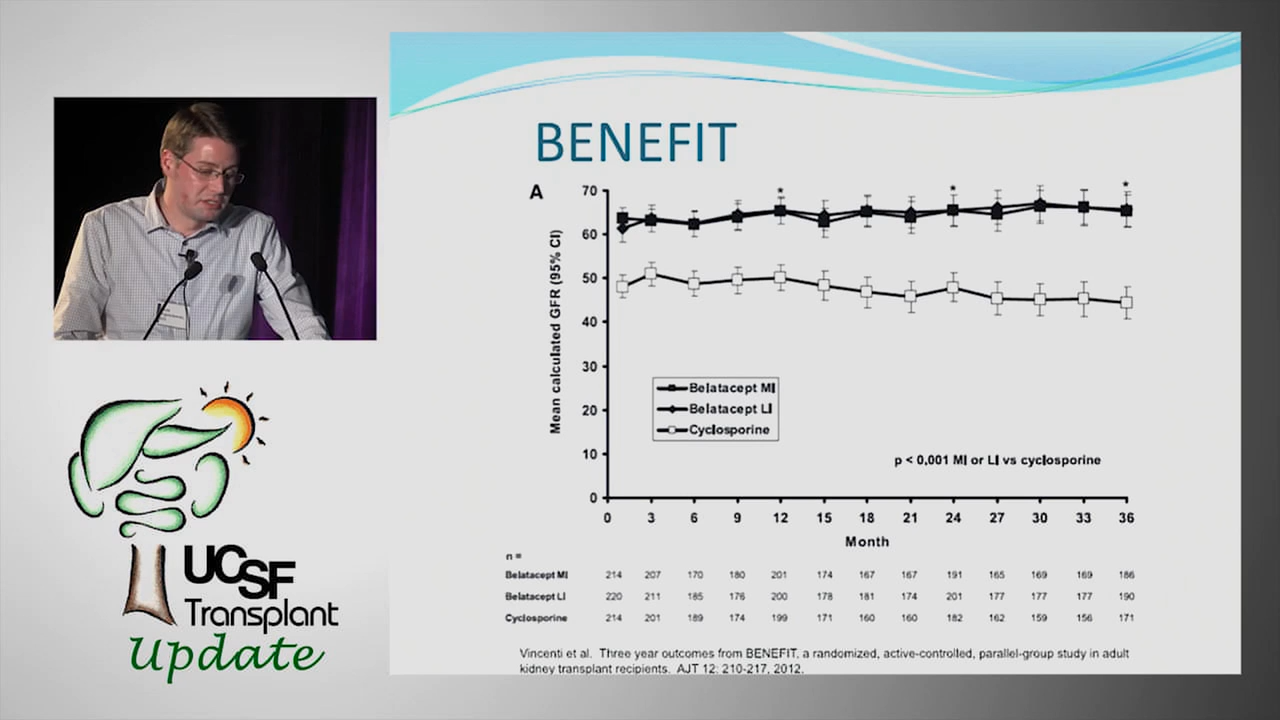 BENEFIT
A
Mean calculated GFR (95% CI)
70
60
50
40
30
20
10
0
*
*
*
Belatacept MI
Belatacept LI
Cyclosporine
p < 0,001 MI or LI vs cyclosporine
0 3 6 9 12 15 18 21 24 27 30 33 36
Month
n =
Belatacept MI 214 207 170 180 201 174 167 167 191 165 169 169 186
Belatacept LI 220 211 185 176 200 178 181 174 201 177 177 177 190
Cyclosporine 214 201 189 174 199 171 160 160 182 162 159 156 171
Vincenti et al. Three year outcomes from BENEFIT, a randomized, active-controlled, parallel-group study in adult
kidney transplant recipients. AJT 12: 210-217, 2012.
UCSF
Transplant
Update